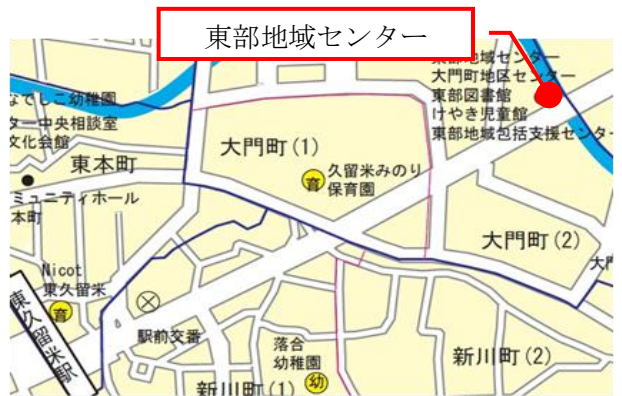 東部地域センター
東部地域センター
大門町地区センター
東部図書館
けやき児童館
東部地域包括支援センタ
なでしこ幼稚園
ター中央相談室
文化会館
東本町
ミュニティホール
本町
大門町(1)
育
久留米みのり
保育園
大門町(2)
大門
Nicot
東久留米
育
東久留米駅
駅前交番
落合
幼稚園
幼
新川町(1)
新川町(2)